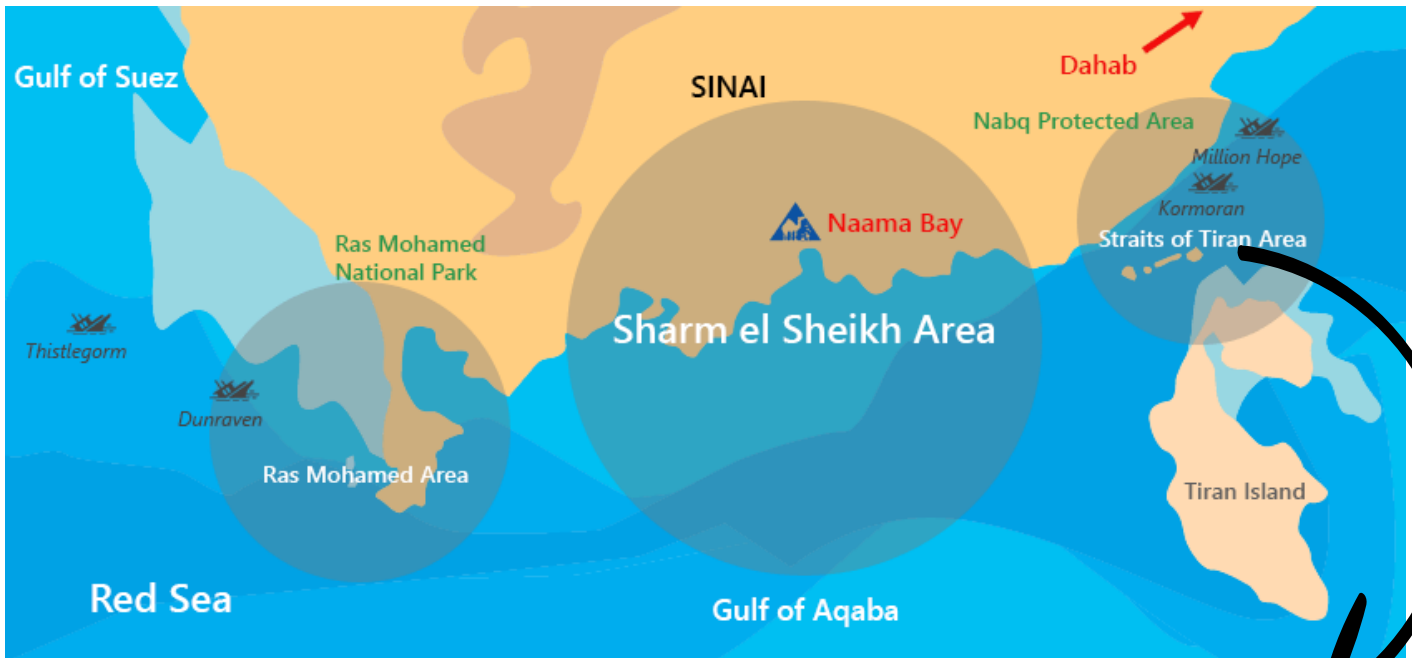 Gulf of Suez
SINAI
Dahab
Nabq Protected Area
Million Hope
Kormoran
Straits of Tiran Area
Naama Bay
Ras Mohamed
National Park
Sharm el Sheikh Area
Thistlegorm
Dunraven
Ras Mohamed Area
Tiran Island
Red Sea
Gulf of Aqaba